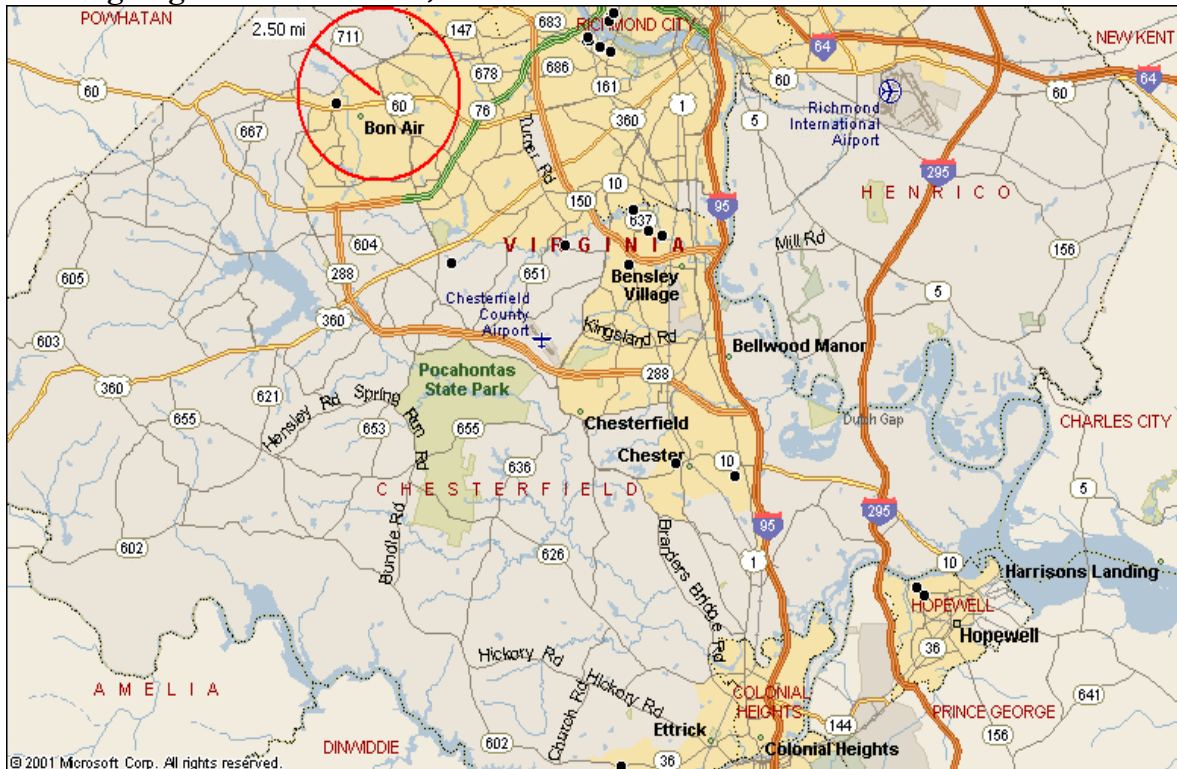 POWHATAN
2.50 mi
711
147
683
RICHMOND CITY
64
NEW KENT
60
678
686
161
1
60
64
60
60
76
360
5
Richmond
International
Airport
667
Bon Air
Turner Rd
10
295
HENRICO
150
95
637
604
VIRGINIA
Mill Rd
156
605
288
651
Bensley
Village
5
Chesterfield
County
Airport
360
Kingsland Rd
603
Bellwood Manor
Pocahontas
State Park
288
360
621
Hensley Rd
Spring Run Rd
655
653
655
Chesterfield
Dutch Gap
CHARLES CITY
Chester
10
636
CHESTERFIELD
5
295
95
602
Bundle Rd
626
Branders Bridge Rd
1
10
Harrisons Landing
HOPEWELL
Hopewell
36
Hickory Rd
Hickory Rd
AMELIA
COLONIAL
HEIGHTS
641
PRINCE GEORGE
144
Ettrick
156
DINWIDDIE
602
Church Rd
36
Colonial Heights
© 2001 Microsoft Corp. All rights reserved.